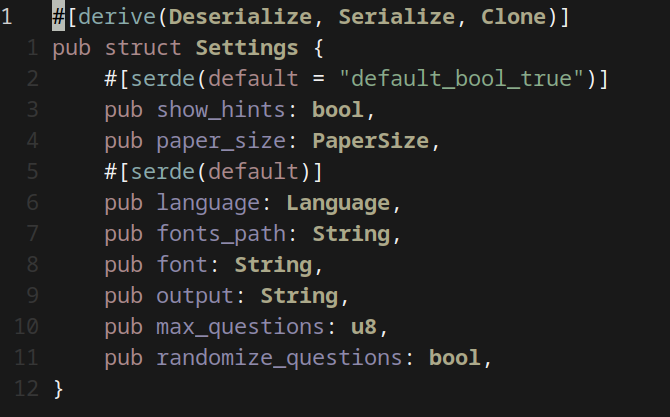 1 #[derive(Deserialize, Serialize, Clone)]
1 pub struct Settings {
2 #[serde(default = "default_bool_true")]
3 pub show_hints: bool,
4 pub paper_size: PaperSize,
5 #[serde(default)]
6 pub language: Language,
7 pub fonts_path: String,
8 pub font: String,
9 pub output: String,
10 pub max_questions: u8,
11 pub randomize_questions: bool,
12 }